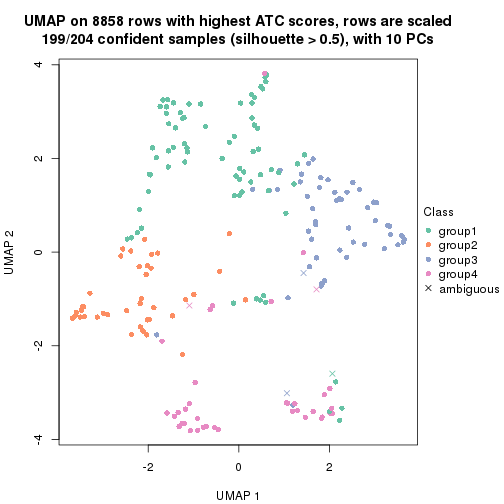 UMAP on 8858 rows with highest ATC scores, rows are scaled
199/204 confident samples (silhouette > 0.5), with 10 PCs
4
2
0
-2
-4
UMAP 2
-2
0
2
UMAP 1
Class
group1
group2
group3
group4
ambiguous